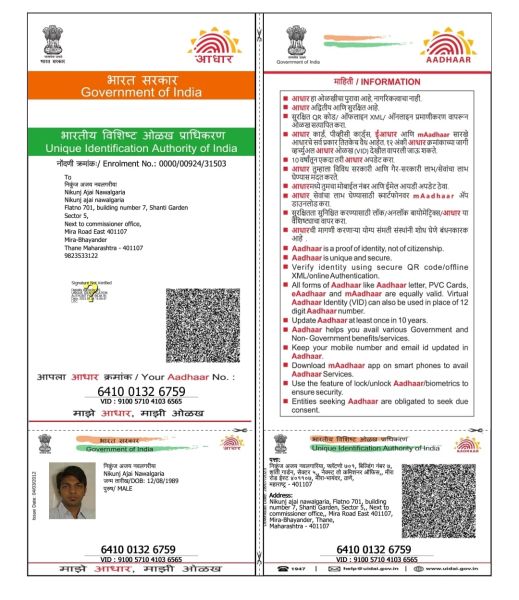 भारत सरकार
आधार
भारत सरकार
Government of India
भारतीय विशिष्ट ओळख प्राधिकरण
Unique Identification Authority of India
नोंदणी क्रमांक:/ Enrolment No.: 0000/00924/31503
To
निकुंज अजय नवलगरीया
Nikunj Ajai Nawalgaria
Nikunj ajai nawalgaria
Flatno 701, building number 7, Shanti Garden
Sector 5,
Next to commercial office,
Mira Road East 401107
Mira-Bhayander
Thane Maharashtra - 401107
9823533122
Signature Not Verified
आपला आधार क्रमांक / Your Aadhaar No. :
6410 0132 6759
VID : 9100 5710 4103 6565
माझे आधार, माझी ओळख
भारत सरकार
Government of India
Issue Date: 04/03/2012
निकुंज अजय नवलगरीया
Nikunj Ajai Nawalgaria
जन्म तारीख/DOB: 12/08/1989
पुरुष/ MALE
6410 0132 6759
VID : 9100 5710 4103 6565
माझे आधार, माझी ओळख
AADHAAR
माहिती / INFORMATION
आधार हा ओळखीचा पुरावा आहे, नागरिकत्वाचा नाही.
आधार अद्वितीय आणि सुरक्षित आहे.
सुरक्षित QR कोड/ ऑफलाइन XML/ ऑनलाइन प्रमाणीकरण वापरून
ओळख सत्यापित करा.
आधार कार्ड, पीव्हीसी कार्ड्स, ईआधार आणि mAadhaar सारखे
आधारचे सर्व प्रकार तितकेच वैध आहेत. १२ अंकी आधार क्रमांकाच्या जागी
व्हर्च्युअल आधार ओळख (VID) देखील वापरली जाऊ शकते.
10 वर्षांतून एकदा तरी आधार अपडेट करा.
आधार तुम्हाला विविध सरकारी आणि गैर-सरकारी लाभ/सेवांचा लाभ
घेण्यास मदत करते.
आधारमध्ये तुमचा मोबाईल नंबर आणि ईमेल आयडी अपडेट ठेवा.
आधार सेवांचा लाभ घेण्यासाठी स्मार्टफोनवर mAadhaar ॲप
डाउनलोड करा.
सुरक्षितता सुनिश्चित करण्यासाठी लॉक/अनलॉक बायोमेट्रिक्स/आधार या
वैशिष्ट्याचा वापर करा.
आधारची मागणी करणाऱ्या योग्य संमती संस्थांनी शोध घेणे बंधनकारक
आहे .
Aadhaar is a proof of identity, not of citizenship.
Aadhaar is unique and secure.
Verify identity using secure QR code/offline
XML/online Authentication.
All forms of Aadhaar like Aadhaar letter, PVC Cards,
eAadhaar and mAadhaar are equally valid. Virtual
Aadhaar Identity (VID) can also be used in place of 12
digit Aadhaar number.
Update Aadhaar at least once in 10 years.
Aadhaar helps you avail various Government and
Non- Government benefits/services.
Keep your mobile number and email id updated in
Aadhaar.
Download mAadhaar app on smart phones to avail
Aadhaar Services.
Use the feature of lock/unlock Aadhaar/biometrics to
ensure security.
Entities seeking Aadhaar are obligated to seek due
consent.
भारतीय विशिष्ट ओळख प्राधिकरण
Unique Identification Authority of India
AADHAAR
पत्ता:
निकुंज अजय नवलगारिया, फ्लॅटनो ७०१, बिल्डिंग नंबर ७,
शांती गार्डन, सेक्टर ५, नेक्स्ट तो कमर्शियल ऑफिस,, मीरा
रोड ईस्ट ४०११०७, मीरा-भायंदर, ठाणे,
महाराष्ट्र - 401107
Address:
Nikunj ajai nawalgaria, Flatno 701, building
number 7, Shanti Garden, Sector 5,, Next to
commercial office,, Mira Road East 401107,
Mira-Bhayander, Thane,
Maharashtra - 401107
6410 0132 6759
VID : 9100 5710 4103 6565
1947 | help@uidai.gov.in | www.uidai.gov.in